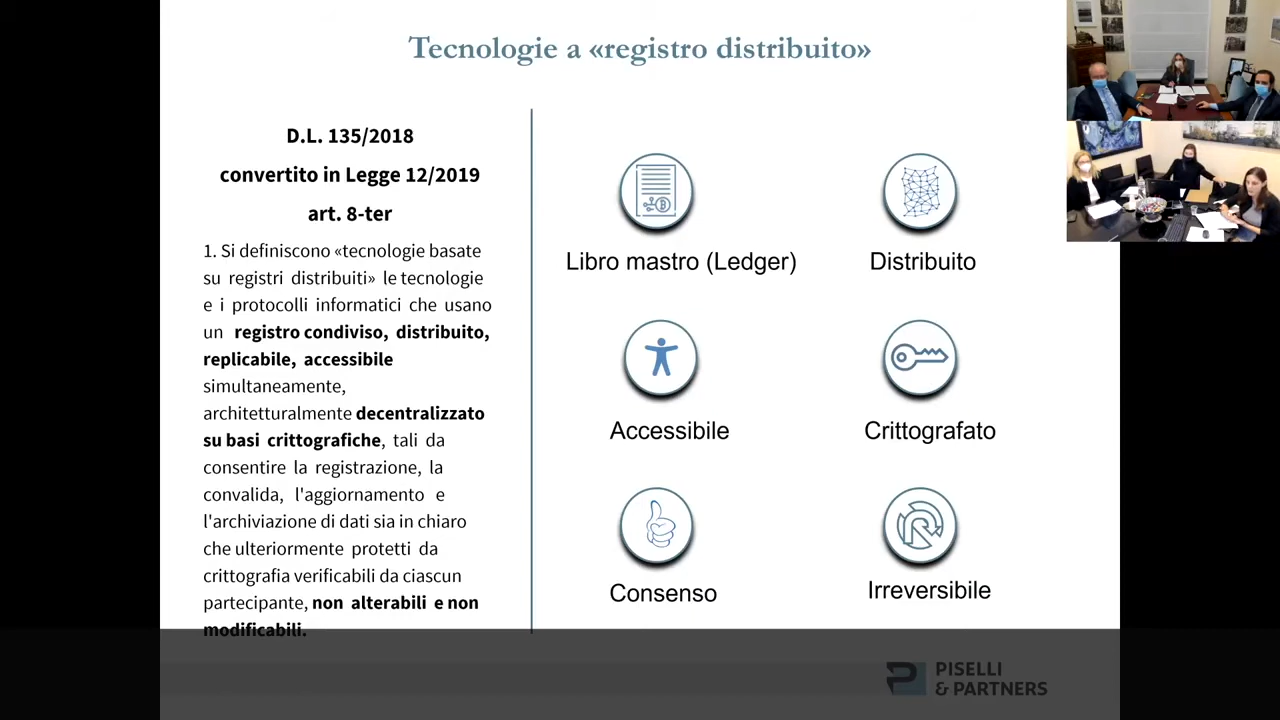 Tecnologie a «registro distribuito»
D.L. 135/2018
convertito in Legge 12/2019
art. 8-ter
1. Si definiscono «tecnologie basate
su registri distribuiti» le tecnologie
e i protocolli informatici che usano
un registro condiviso, distribuito,
replicabile, accessibile
simultaneamente,
architetturalmente decentralizzato
su basi crittografiche, tali da
consentire la registrazione, la
convalida, l'aggiornamento e
l'archiviazione di dati sia in chiaro
che ulteriormente protetti da
crittografia verificabili da ciascun
partecipante, non alterabili e non
modificabili.
Libro mastro (Ledger)
Distribuito
Accessibile
Crittografato
Consenso
Irreversibile
PISELLI
& PARTNERS